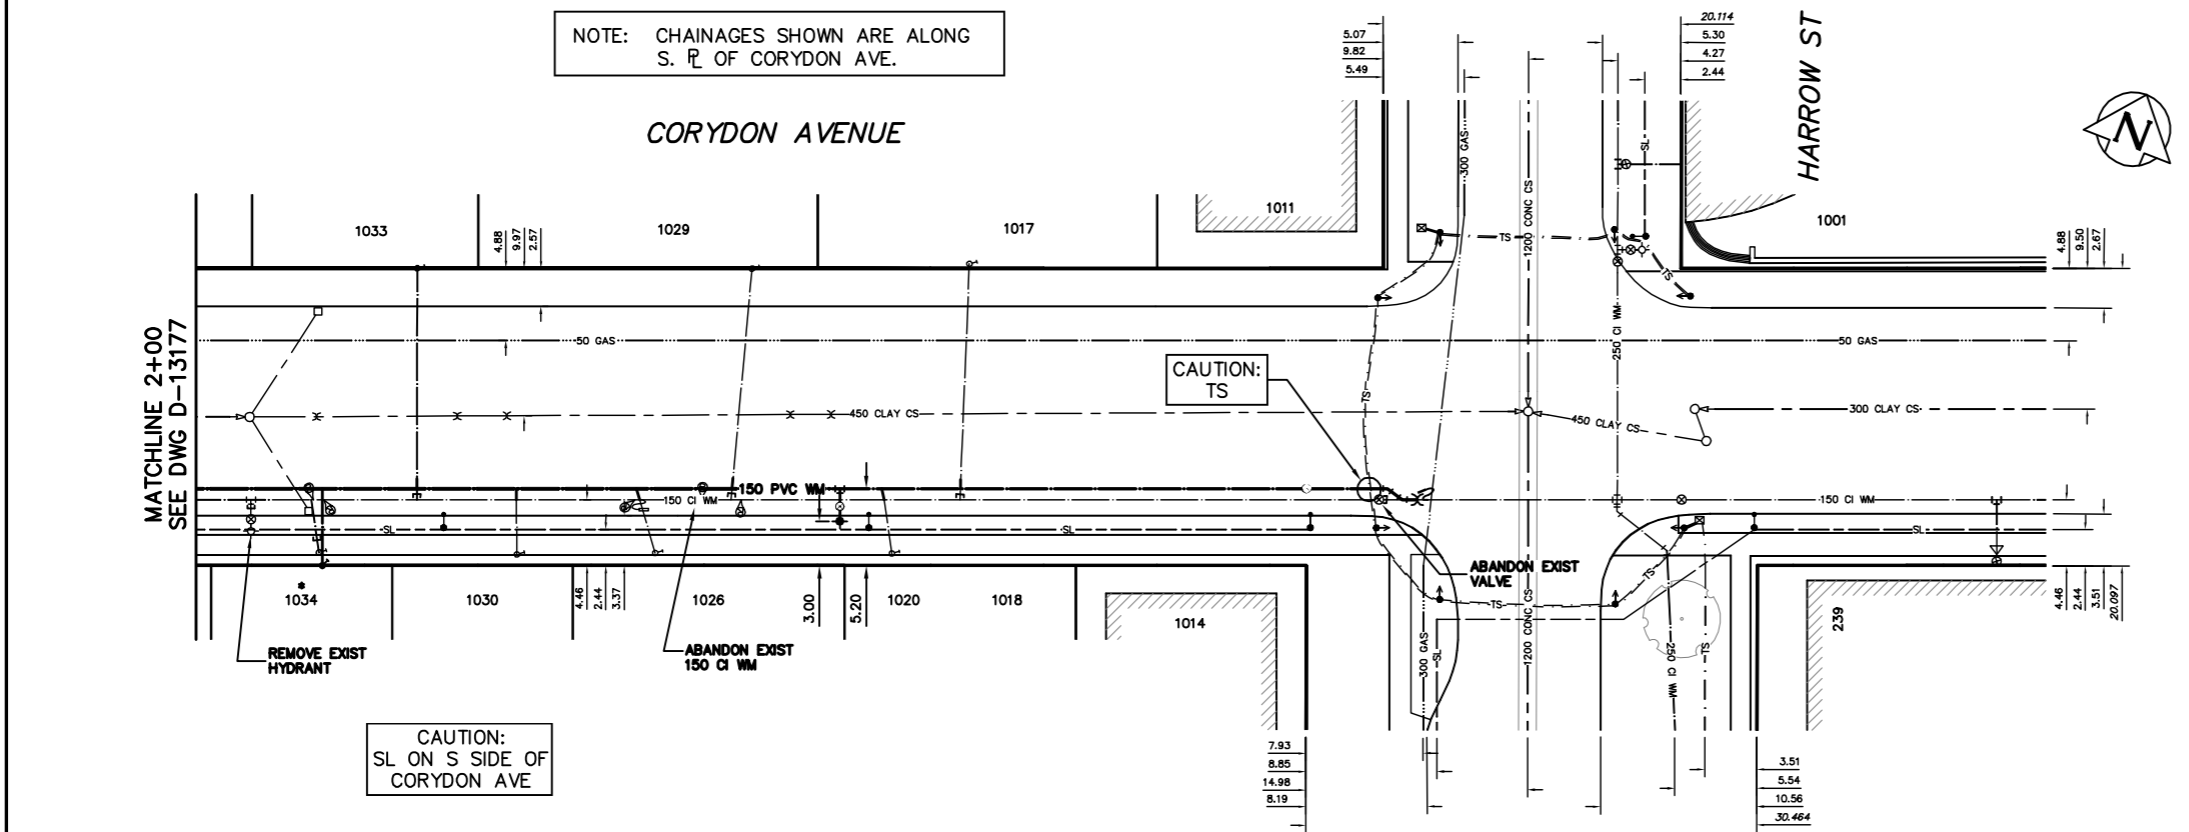 NOTE: CHAINAGES SHOWN ARE ALONG
S. PL OF CORYDON AVE.
CORYDON AVENUE
HARROW ST
N
5.07
9.82
5.49
20.114
5.30
4.27
2.44
300 GAS
1200 CONC CS
SL
1033
1029
1017
1011
1001
4.88
9.97
2.57
4.88
9.50
2.67
TS
TS
MATCHLINE 2+00
SEE DWG D-13177
50 GAS
50 GAS
250 CI WM
CAUTION:
TS
TS
450 CLAY CS
450 CLAY CS
300 CLAY CS
150 PVC WM
150 CI WM
150 CI WM
SL
SL
ABANDON EXIST
VALVE
TS
TS
1034
*
1030
1026
1020
1018
1014
239
4.46
2.44
3.37
3.00
5.20
4.46
2.44
3.51
20.097
300 GAS
SL
1200 CONC CS
250 CI WM
TS
REMOVE EXIST
HYDRANT
ABANDON EXIST
150 CI WM
CAUTION:
SL ON S SIDE OF
CORYDON AVE
7.93
8.85
14.98
8.19
3.51
5.54
10.56
30.464